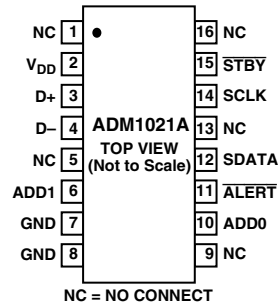 NC 1 16 NC
VDD 2 15 STBY
D+ 3 14 SCLK
D– 4 ADM1021A 13 NC
TOP VIEW
NC 5 (Not to Scale) 12 SDATA
ADD1 6 11 ALERT
GND 7 10 ADD0
GND 8 9 NC
NC = NO CONNECT